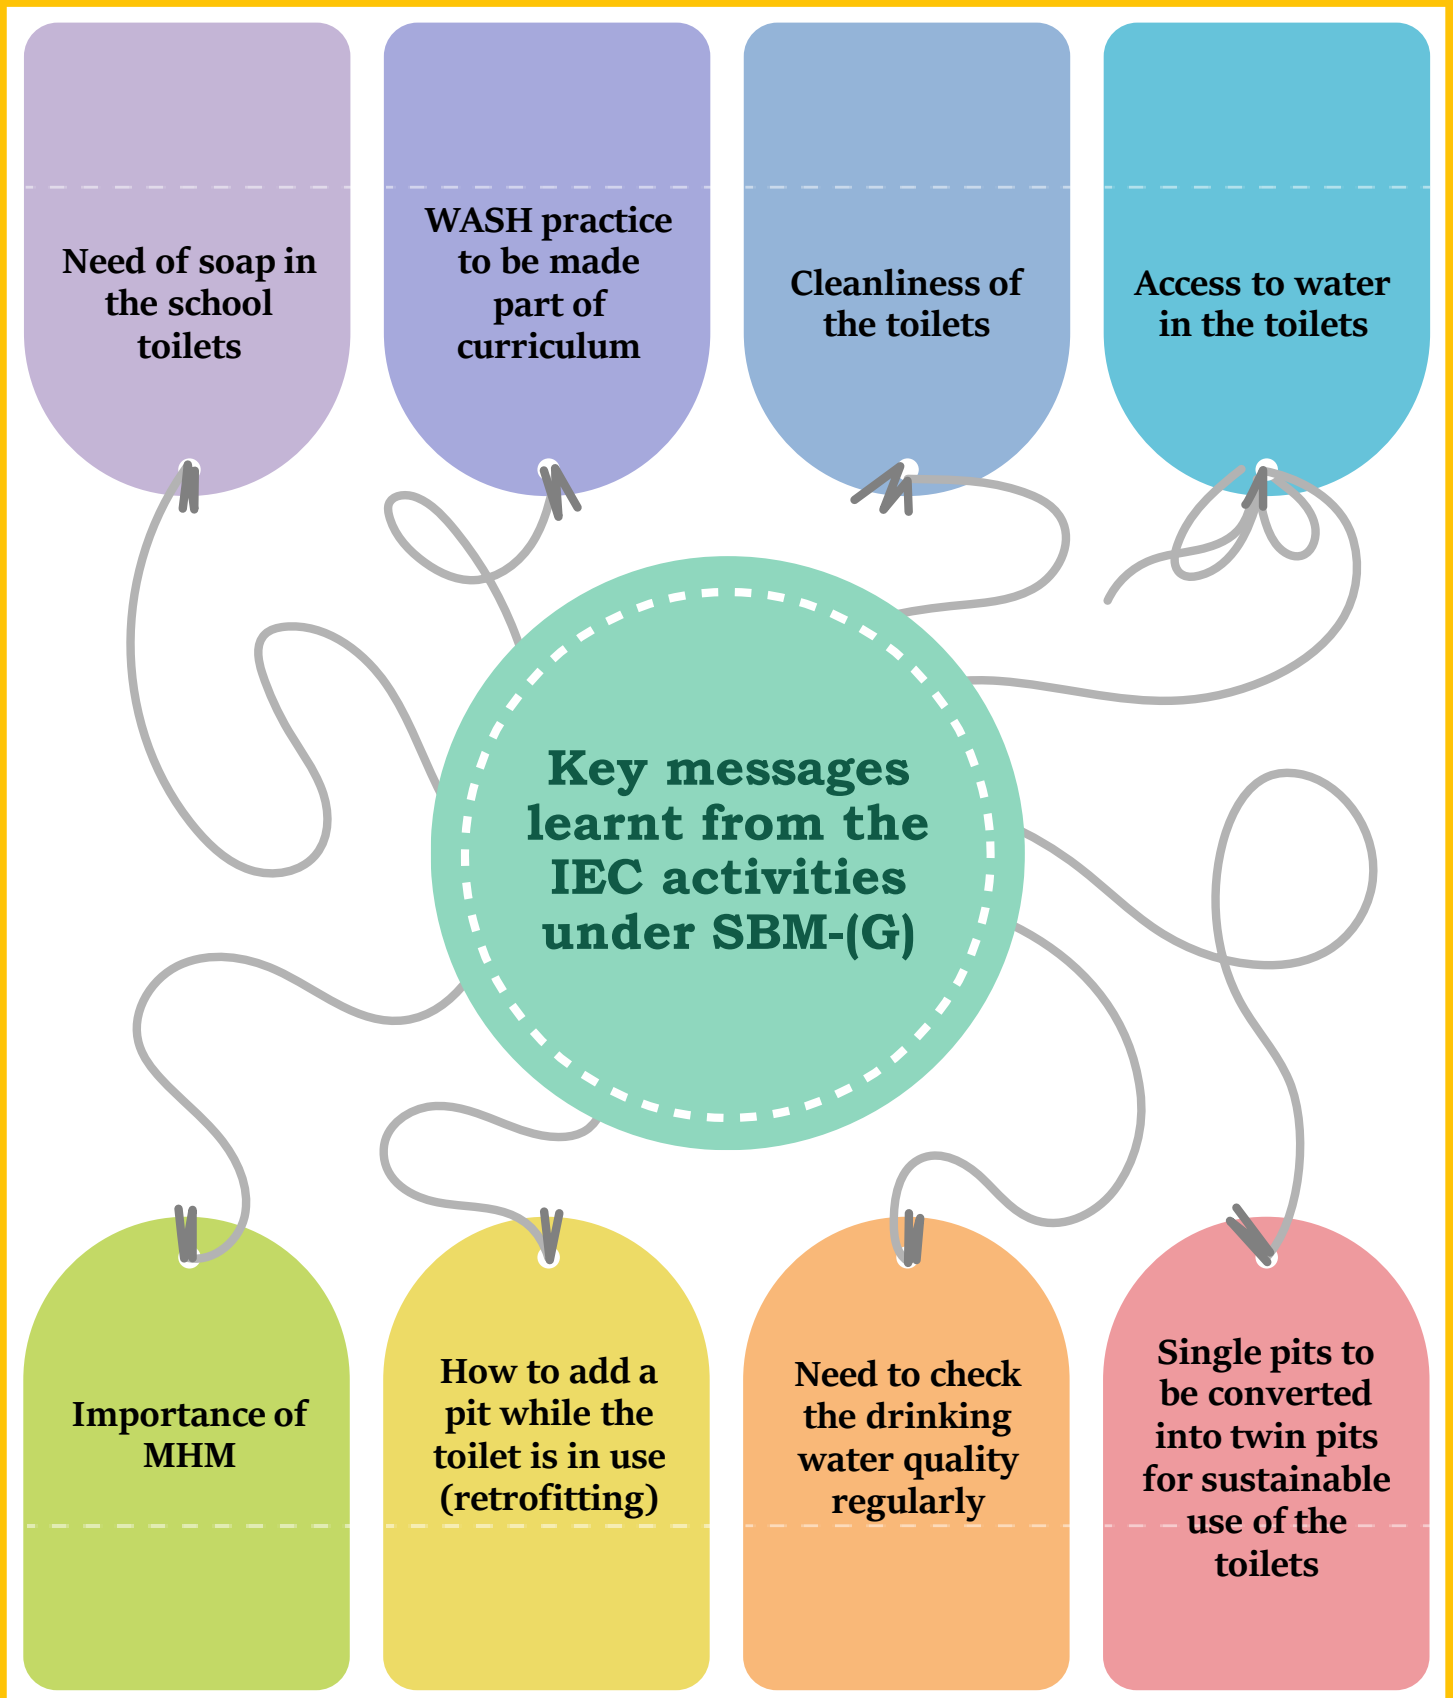 Need of soap in
the school
toilets
WASH practice
to be made
part of
curriculum
Cleanliness of
the toilets
Access to water
in the toilets
Key messages
learnt from the
IEC activities
under SBM-(G)
Importance of
MHM
How to add a
pit while the
toilet is in use
(retrofitting)
Need to check
the drinking
water quality
regularly
Single pits to
be converted
into twin pits
for sustainable
use of the
toilets